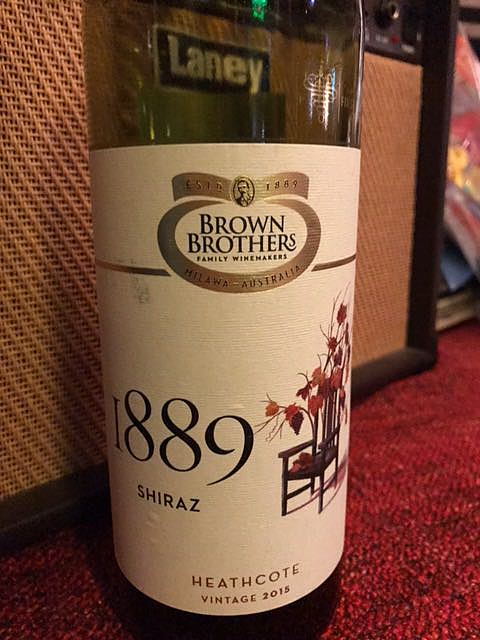 Laney
ESTD 1889
BROWN
BROTHERS
FAMILY WINEMAKERS
MILAWA - AUSTRALIA
1889
SHIRAZ
HEATHCOTE
VINTAGE 2015